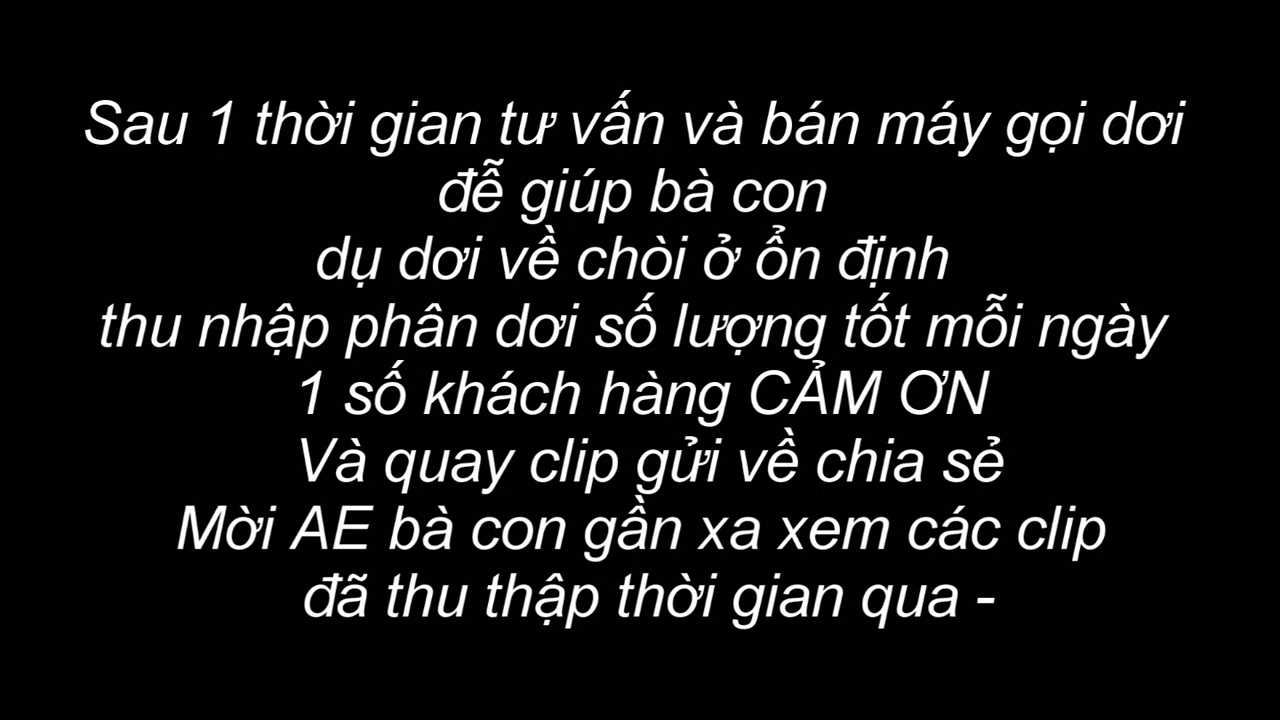 Sau 1 thời gian tư vấn và bán máy gọi dơi
đễ giúp bà con
dụ dơi về chòi ở ổn định
thu nhập phân dơi số lượng tốt mỗi ngày
1 số khách hàng CẢM ƠN
Và quay clip gửi về chia sẻ
Mời AE bà con gần xa xem các clip
đã thu thập thời gian qua -